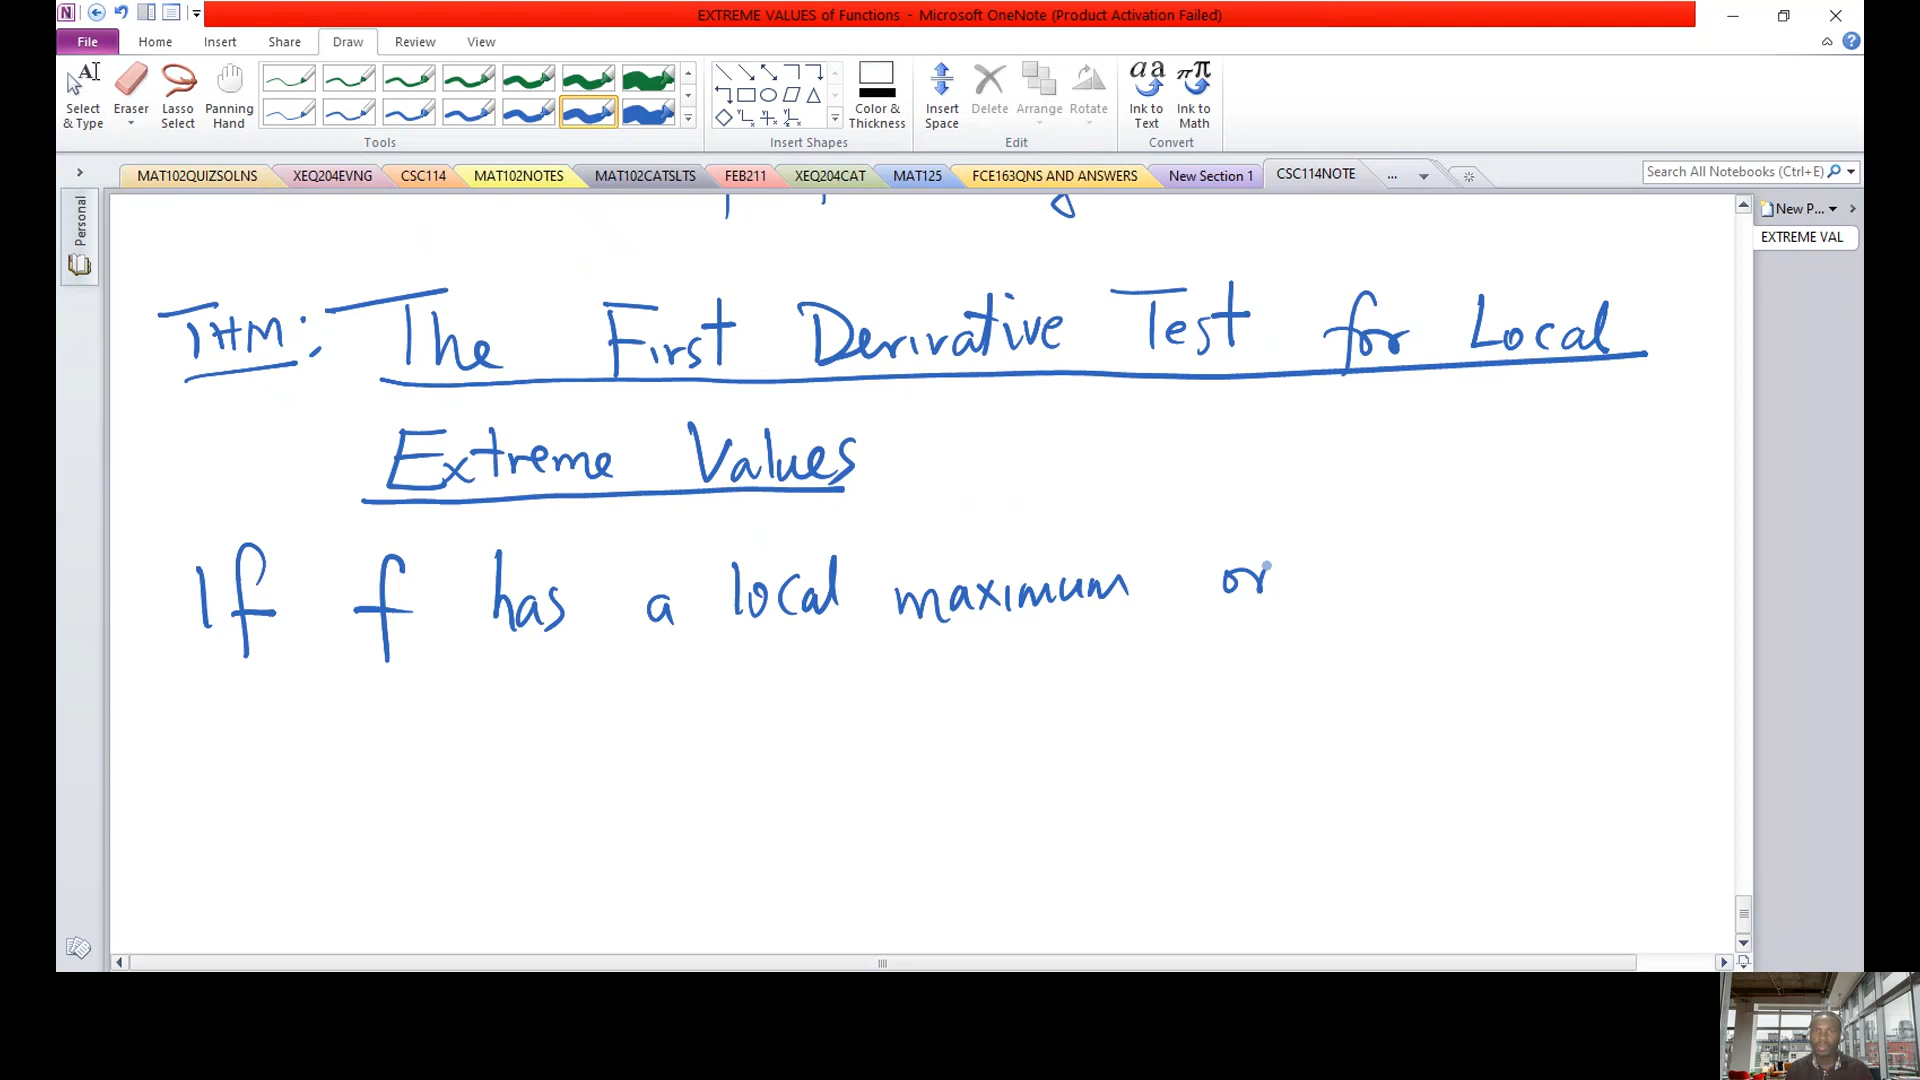 EXTREME VALUES of Functions - Microsoft OneNote (Product Activation Failed)
File Home Insert Share Draw Review View
Select & Type
Eraser
Lasso Select
Panning Hand
Color & Thickness
Insert Space
Delete
Arrange
Rotate
Ink to Text
Ink to Math
Tools
Insert Shapes
Edit
Convert
MAT102QUIZSOLNS XEQ204EVNG CSC114 MAT102NOTES MAT102CATSLTS FEB211 XEQ204CAT MAT125 FCE163QNS AND ANSWERS New Section 1 CSC114NOTE ...
Search All Notebooks (Ctrl+E)
Personal
New P...
EXTREME VAL
THM: The First Derivative Test for Local
Extreme Values
If f has a local maximum or